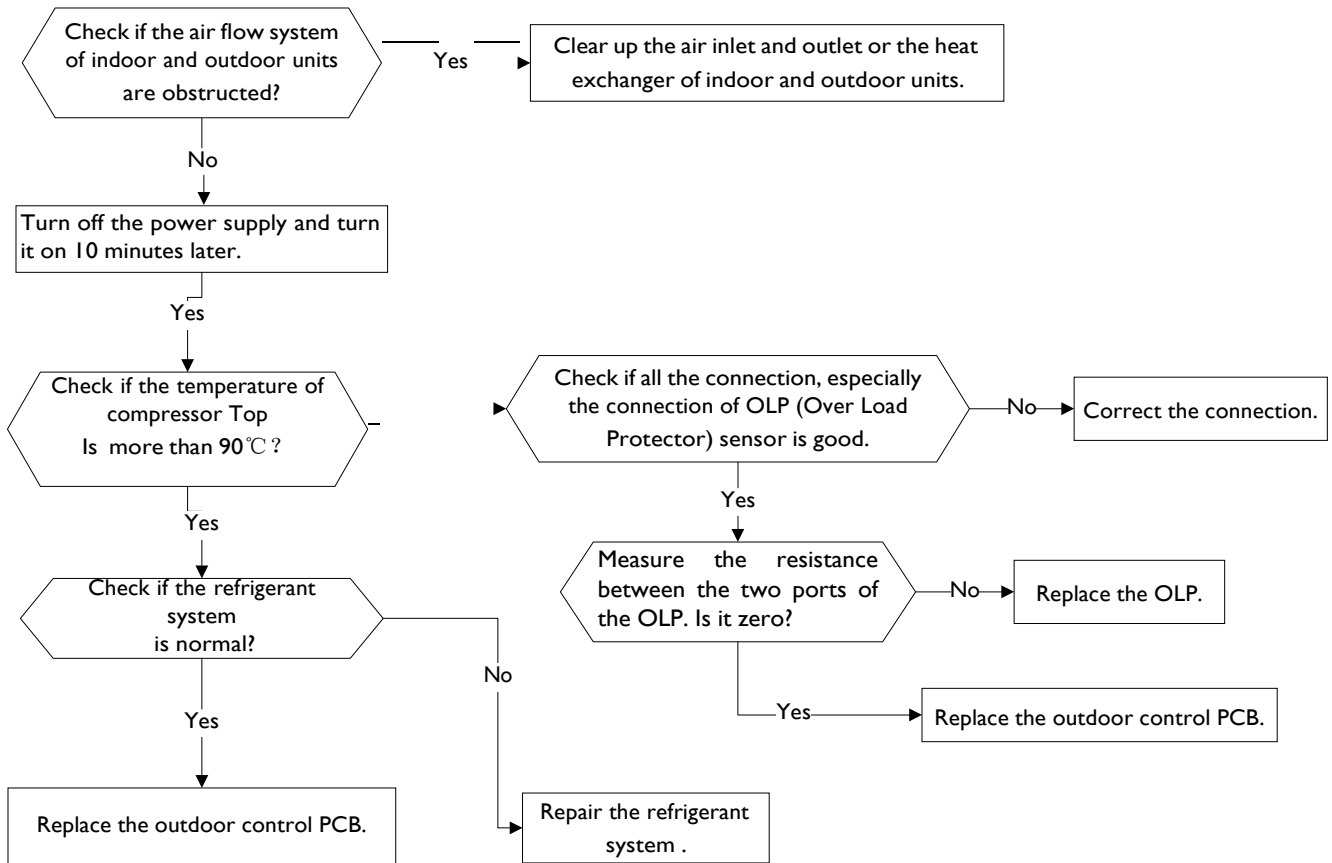 Check if the air flow system
of indoor and outdoor units
are obstructed?
Yes
Clear up the air inlet and outlet or the heat
exchanger of indoor and outdoor units.
No
Turn off the power supply and turn
it on 10 minutes later.
Yes
Check if the temperature of
compressor Top
Is more than 90℃?
Check if all the connection, especially
the connection of OLP (Over Load
Protector) sensor is good.
No
Correct the connection.
Yes
Yes
Measure the resistance
between the two ports of
the OLP. Is it zero?
No
Replace the OLP.
Check if the refrigerant
system
is normal?
No
Yes
Yes
Replace the outdoor control PCB.
Replace the outdoor control PCB.
Repair the refrigerant
system .